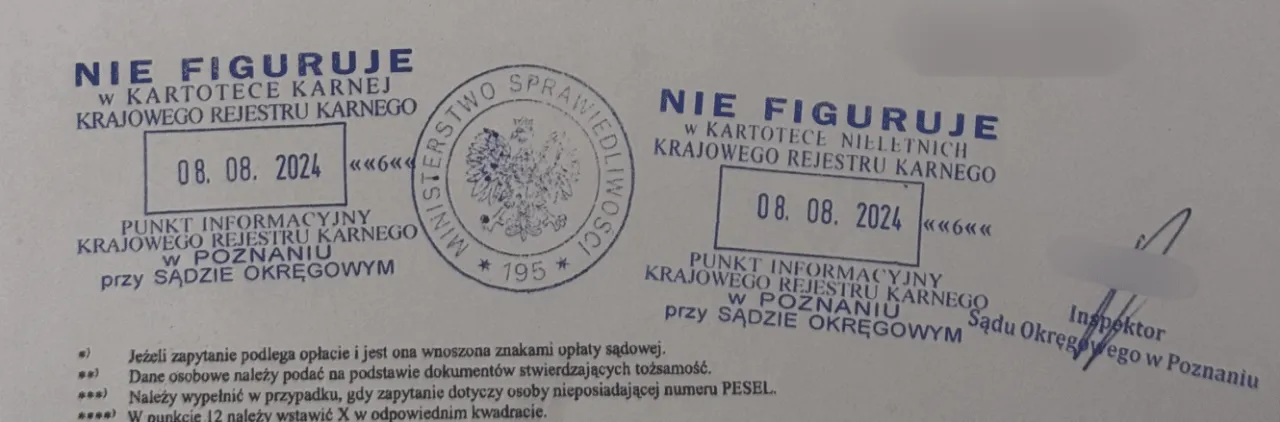 NIE FIGURUJE
w KARTOTECE KARNEJ
KRAJOWEGO REJESTRU KARNEGO
08. 08. 2024 ««6««
PUNKT INFORMACYJNY
KRAJOWEGO REJESTRU KARNEGO
w POZNANIU
przy SĄDZIE OKRĘGOWYM
MINISTERSTWO SPRAWIEDLIWOŚCI
* 195 *
NIE FIGURUJE
w KARTOTECE NIELETNICH
KRAJOWEGO REJESTRU KARNEGO
08. 08. 2024 ««6««
PUNKT INFORMACYJNY
KRAJOWEGO REJESTRU KARNEGO
w POZNANIU
przy SĄDZIE OKRĘGOWYM
Inspektor
Sądu Okręgowego w Poznaniu
*) Jeżeli zapytanie podlega opłacie i jest ona wnoszona znakami opłaty sądowej.
**) Dane osobowe należy podać na podstawie dokumentów stwierdzających tożsamość.
***) Należy wypełnić w przypadku, gdy zapytanie dotyczy osoby nieposiadającej numeru PESEL.
****) W punkcie 12 należy wstawić X w odpowiednim kwadracie.